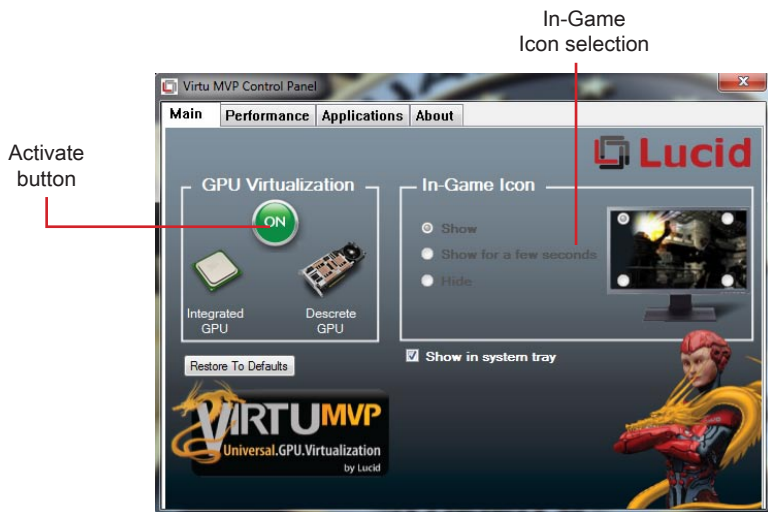 In-Game
Icon selection
Virtu MVP Control Panel
x
Main Performance Applications About
Lucid
Activate
button
GPU Virtualization
In-Game Icon
ON
Show
Show for a few seconds
Hide
Integrated
GPU
Descrete
GPU
Restore To Defaults
Show in system tray
VIRTUMVP
Universal.GPU.Virtualization
by Lucid